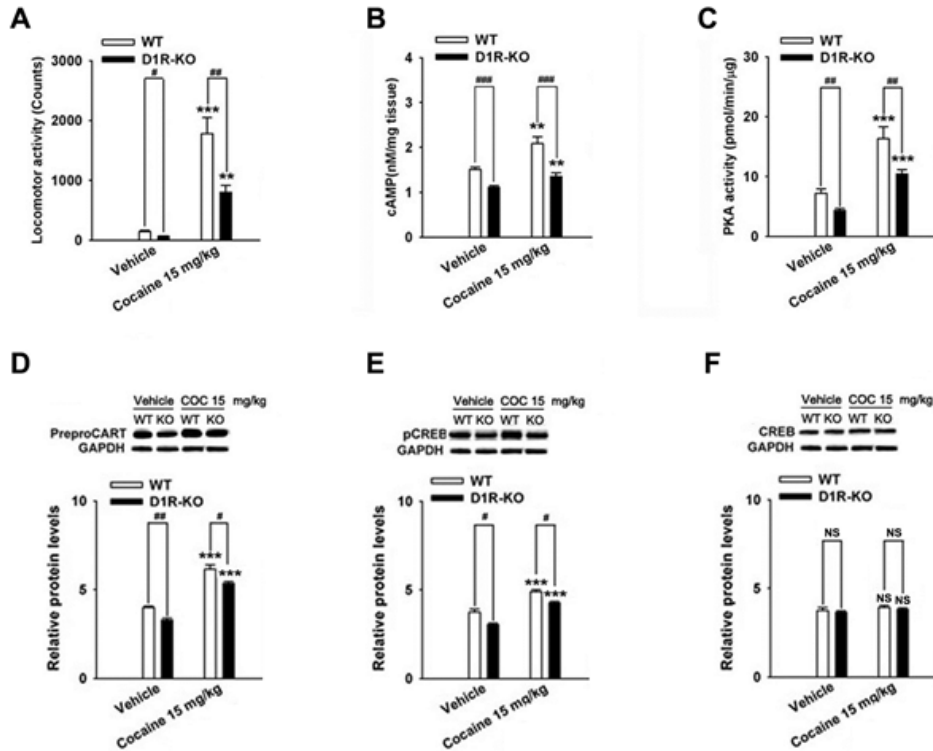 A
WT
D1R-KO
Locomotor activity (Counts)
3000
2000
1000
0
#
##
***
**
Vehicle
Cocaine 15 mg/kg
B
WT
D1R-KO
cAMP(nM/mg tissue)
4
3
2
1
0
###
###
**
**
Vehicle
Cocaine 15 mg/kg
C
WT
D1R-KO
PKA activity (pmol/min/μg)
30
20
10
0
##
##
***
***
Vehicle
Cocaine 15 mg/kg
D
Vehicle COC 15 mg/kg
WT KO WT KO
PreproCART
GAPDH
WT
D1R-KO
Relative protein levels
10
5
0
##
#
***
***
Vehicle
Cocaine 15 mg/kg
E
Vehicle COC 15 mg/kg
WT KO WT KO
pCREB
GAPDH
WT
D1R-KO
Relative protein levels
10
5
0
#
#
***
***
Vehicle
Cocaine 15 mg/kg
F
Vehicle COC 15 mg/kg
WT KO WT KO
CREB
GAPDH
WT
D1R-KO
Relative protein levels
10
5
0
NS
NS
NS NS
Vehicle
Cocaine 15 mg/kg